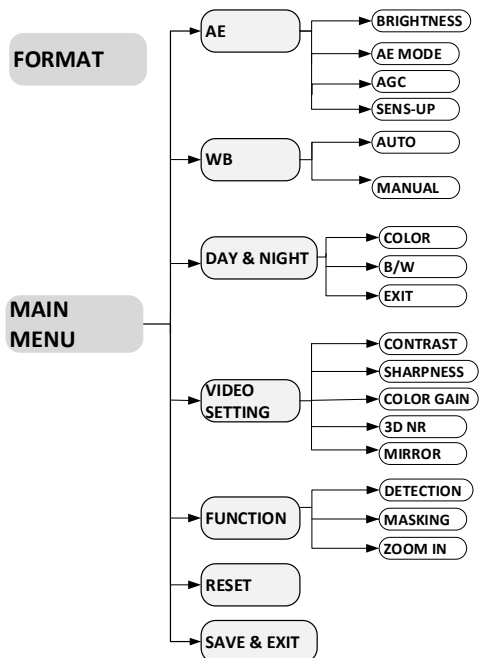 FORMAT
MAIN
MENU
AE
BRIGHTNESS
AE MODE
AGC
SENS-UP
WB
AUTO
MANUAL
DAY & NIGHT
COLOR
B/W
EXIT
VIDEO
SETTING
CONTRAST
SHARPNESS
COLOR GAIN
3D NR
MIRROR
FUNCTION
DETECTION
MASKING
ZOOM IN
RESET
SAVE & EXIT